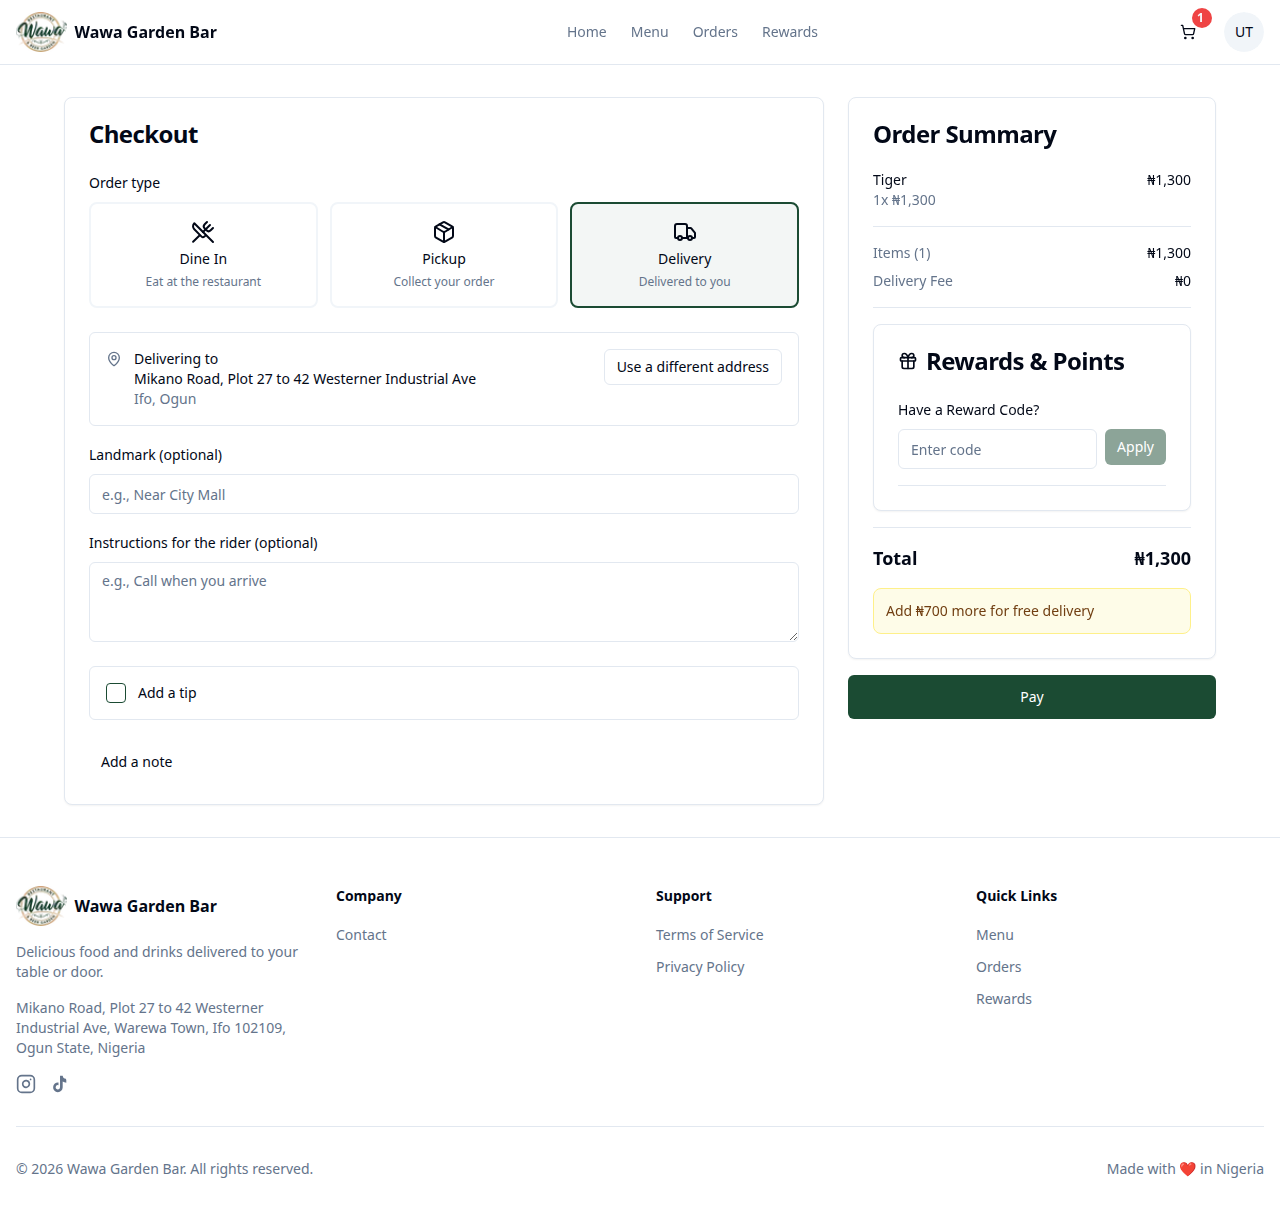 Wawa
Wawa Garden Bar
Home
Menu
Orders
Rewards
1
UT
Checkout
Order type
Dine In
Eat at the restaurant
Pickup
Collect your order
Delivery
Delivered to you
Delivering to
Mikano Road, Plot 27 to 42 Westerner Industrial Ave
Ifo, Ogun
Use a different address
Landmark (optional)
e.g., Near City Mall
Instructions for the rider (optional)
e.g., Call when you arrive
Add a tip
Add a note
Order Summary
Tiger ₦1,300
1x ₦1,300
Items (1) ₦1,300
Delivery Fee ₦0
Rewards & Points
Have a Reward Code?
Enter code
Apply
Total ₦1,300
Add ₦700 more for free delivery
Pay
Wawa
Wawa Garden Bar
Delicious food and drinks delivered to your
table or door.
Mikano Road, Plot 27 to 42 Westerner
Industrial Ave, Warewa Town, Ifo 102109,
Ogun State, Nigeria
Company
Contact
Support
Terms of Service
Privacy Policy
Quick Links
Menu
Orders
Rewards
© 2026 Wawa Garden Bar. All rights reserved.
Made with ❤️ in Nigeria